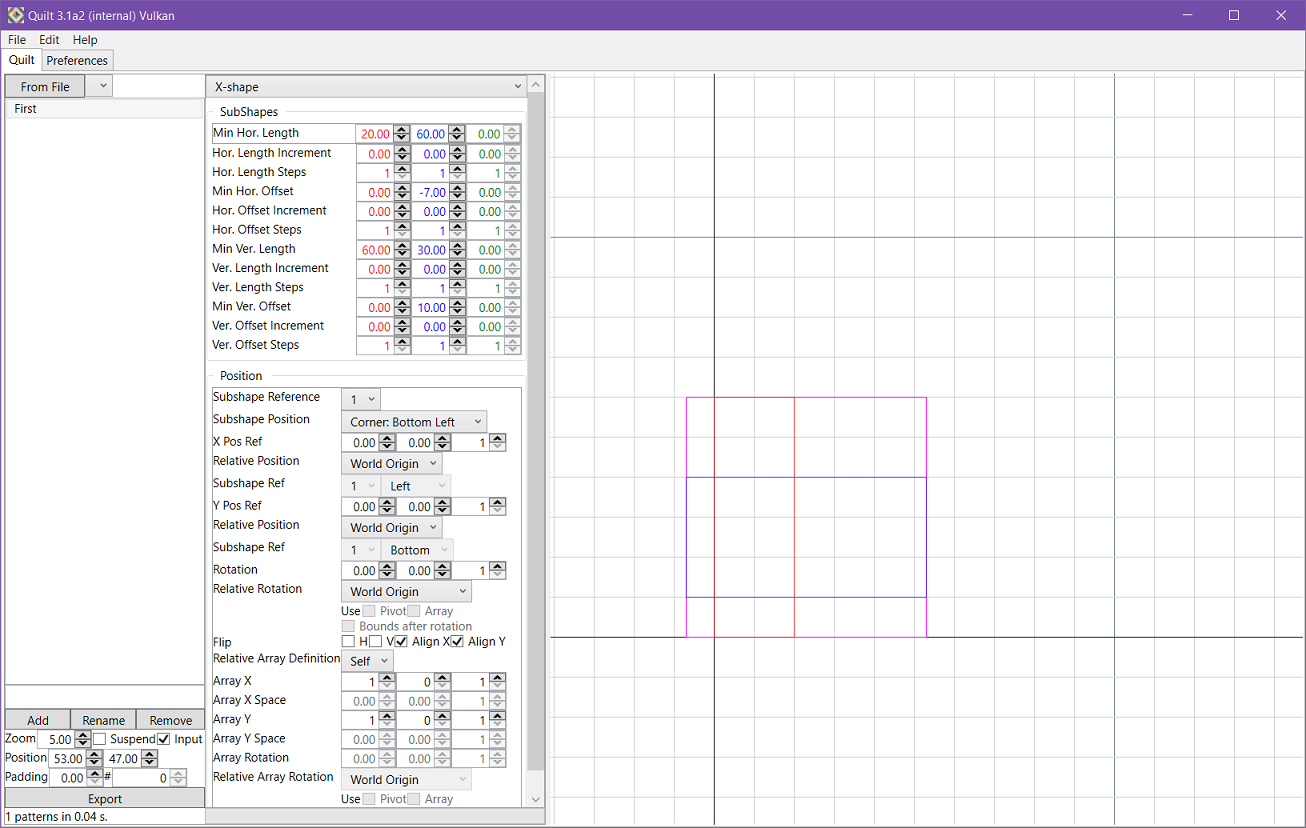 Quilt 3.1a2 (internal) Vulkan
File Edit Help
Quilt Preferences
From File
First
X-shape
SubShapes
Min Hor. Length 20.00 60.00 0.00
Hor. Length Increment 0.00 0.00 0.00
Hor. Length Steps 1 1 1
Min Hor. Offset 0.00 -7.00 0.00
Hor. Offset Increment 0.00 0.00 0.00
Hor. Offset Steps 1 1 1
Min Ver. Length 60.00 30.00 0.00
Ver. Length Increment 0.00 0.00 0.00
Ver. Length Steps 1 1 1
Min Ver. Offset 0.00 10.00 0.00
Ver. Offset Increment 0.00 0.00 0.00
Ver. Offset Steps 1 1 1
Position
Subshape Reference 1
Subshape Position Corner: Bottom Left
X Pos Ref 0.00 0.00 1
Relative Position World Origin
Subshape Ref 1 Left
Y Pos Ref 0.00 0.00 1
Relative Position World Origin
Subshape Ref 1 Bottom
Rotation 0.00 0.00 1
Relative Rotation World Origin
Use Pivot Array
Bounds after rotation
Flip H V Align X Align Y
Relative Array Definition Self
Array X 1 0 1
Array X Space 0.00 0.00 1
Array Y 1 0 1
Array Y Space 0.00 0.00 1
Array Rotation 0.00 0.00 1
Relative Array Rotation World Origin
Use Pivot Array
Add Rename Remove
Zoom 5.00 Suspend Input
Position 53.00 47.00
Padding 0.00 # 0
Export
1 patterns in 0.04 s.